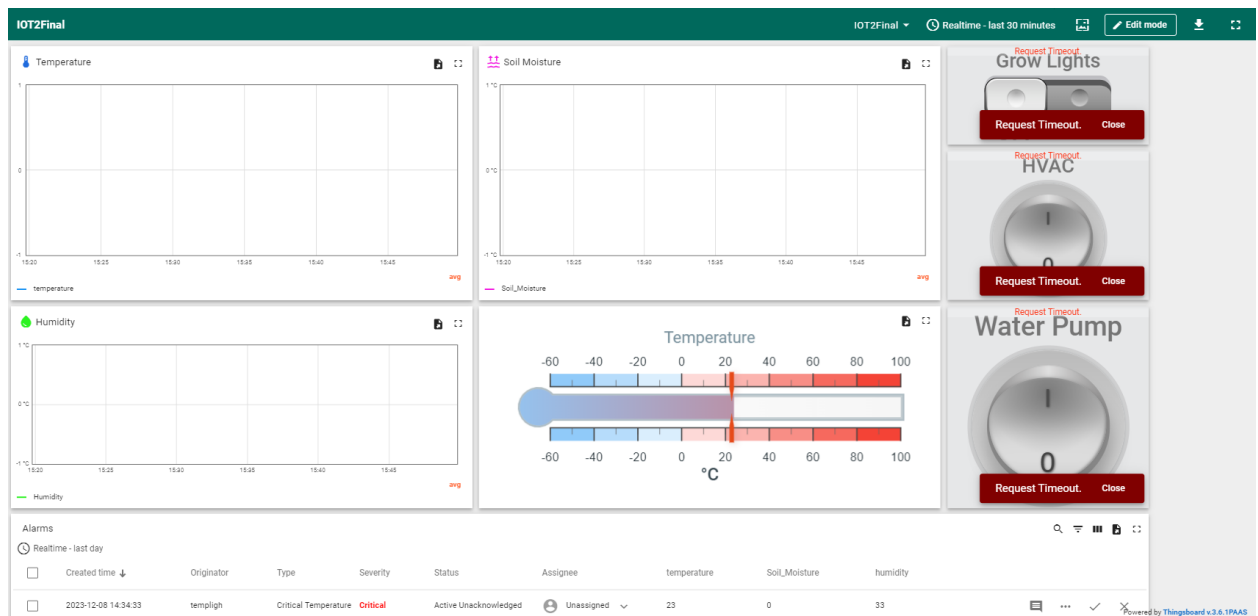 IOT2Final
IOT2Final
Realtime - last 30 minutes
Edit mode
Temperature
1
0
-1
15:20 15:25 15:30 15:35 15:40 15:45
avg
temperature
Soil Moisture
1 °C
0 °C
-1 °C
15:20 15:25 15:30 15:35 15:40 15:45
avg
Soil_Moisture
Request Timeout.
Grow Lights
Request Timeout. Close
Request Timeout.
HVAC
I
0
Request Timeout. Close
Humidity
1 °C
0 °C
-1 °C
15:20 15:25 15:30 15:35 15:40 15:45
avg
Humidity
Temperature
-60 -40 -20 0 20 40 60 80 100
-60 -40 -20 0 20 40 60 80 100
°C
Request Timeout.
Water Pump
I
0
Request Timeout. Close
Alarms
Realtime - last day
Created time Originator Type Severity Status Assignee temperature Soil_Moisture humidity
2023-12-08 14:34:33 templigh Critical Temperature Critical Active Unacknowledged Unassigned 23 0 33
Powered by Thingsboard v.3.6.1PAAS